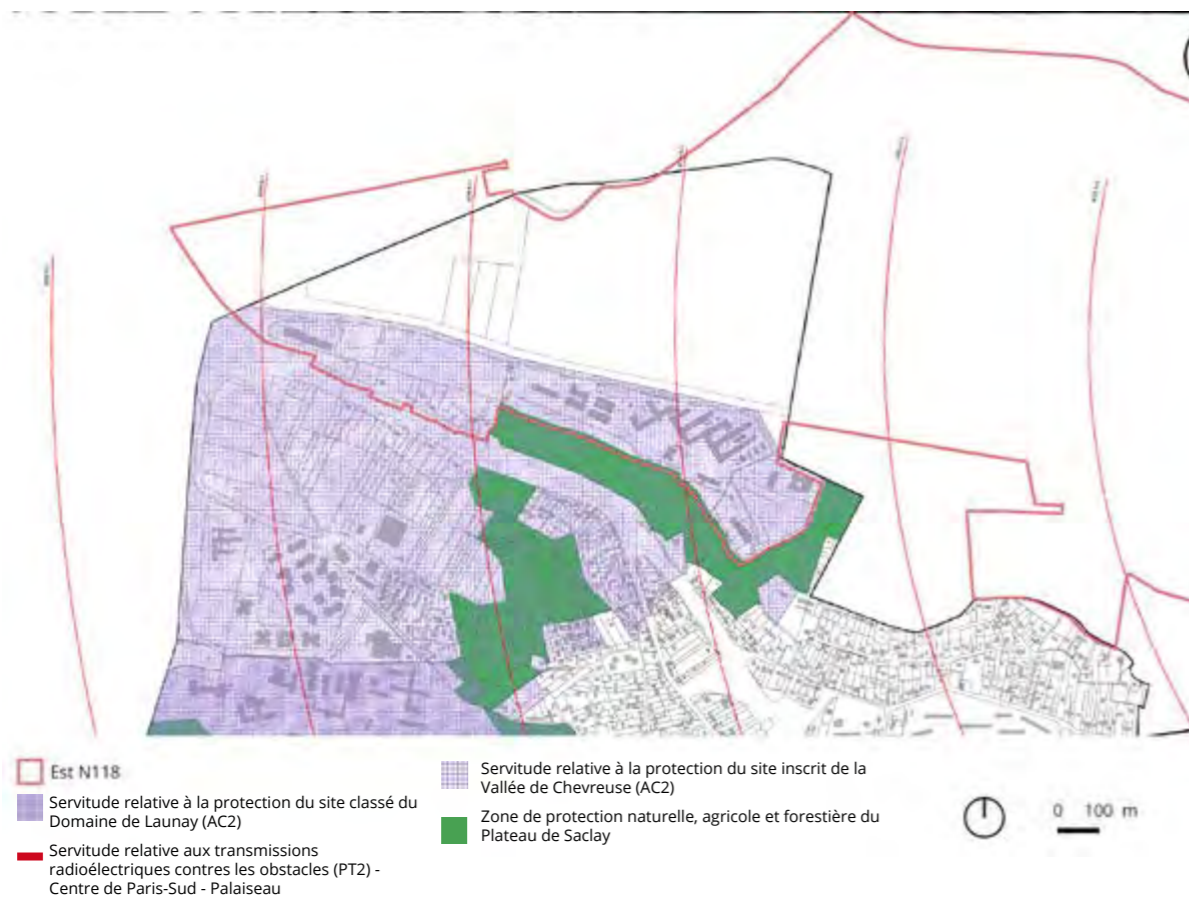 Est N118
Servitude relative à la protection du site classé du
Domaine de Launay (AC2)
Servitude relative aux transmissions
radioélectriques contres les obstacles (PT2) -
Centre de Paris-Sud - Palaiseau
Servitude relative à la protection du site inscrit de la
Vallée de Chevreuse (AC2)
Zone de protection naturelle, agricole et forestière du
Plateau de Saclay
0 100 m